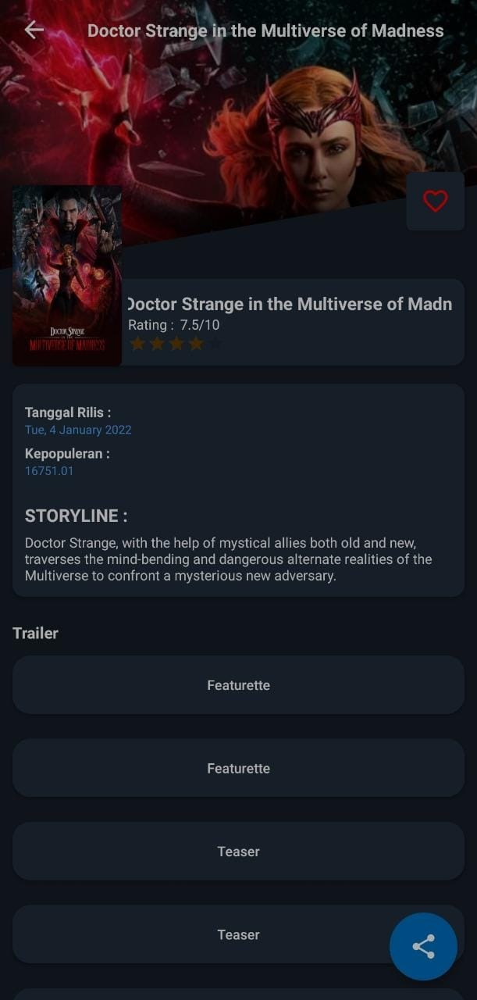 Doctor Strange in the Multiverse of Madness
DOCTOR STRANGE
IN THE
MULTIVERSE OF MADNESS
Doctor Strange in the Multiverse of Madn
Rating : 7.5/10
Tanggal Rilis :
Tue, 4 January 2022
Kepopuleran :
16751.01
STORYLINE :
Doctor Strange, with the help of mystical allies both old and new,
traverses the mind-bending and dangerous alternate realities of the
Multiverse to confront a mysterious new adversary.
Trailer
Featurette
Featurette
Teaser
Teaser